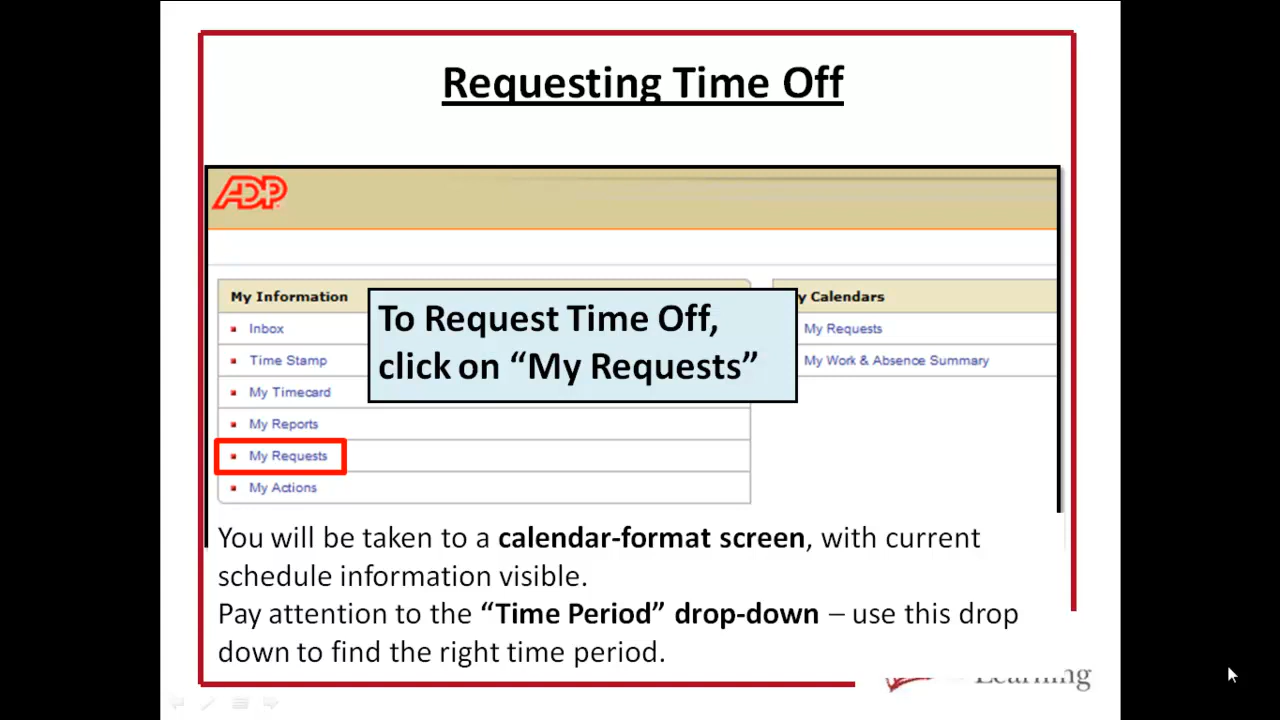 Requesting Time Off
ADP
My Information
Inbox
Time Stamp
My Timecard
My Reports
My Requests
My Actions
To Request Time Off,
click on “My Requests”
y Calendars
My Requests
My Work & Absence Summary
You will be taken to a calendar-format screen, with current
schedule information visible.
Pay attention to the “Time Period” drop-down – use this drop
down to find the right time period.
Learning